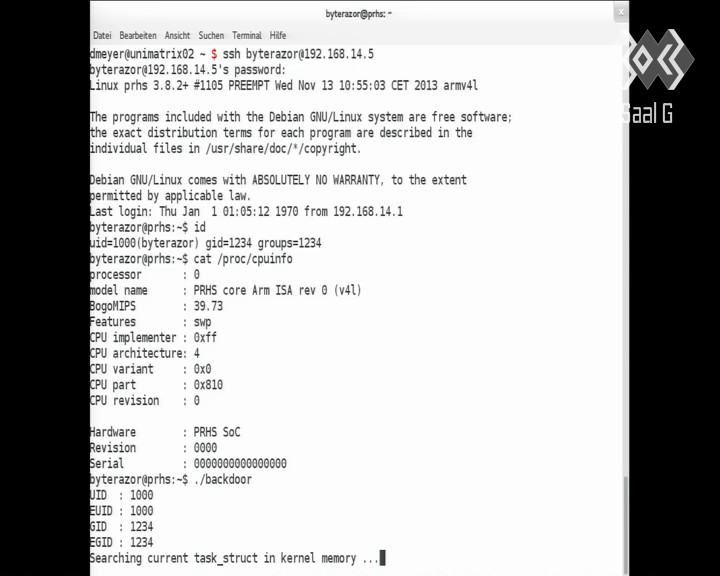 byterazor@prhs: ~
x
Datei Bearbeiten Ansicht Suchen Terminal Hilfe
dmeyer@unimatrix02 ~ $ ssh byterazor@192.168.14.5
byterazor@192.168.14.5's password:
Linux prhs 3.8.2+ #1105 PREEMPT Wed Nov 13 10:55:03 CET 2013 armv4l
The programs included with the Debian GNU/Linux system are free software;
the exact distribution terms for each program are described in the
individual files in /usr/share/doc/*/copyright.
Debian GNU/Linux comes with ABSOLUTELY NO WARRANTY, to the extent
permitted by applicable law.
Last login: Thu Jan  1 01:05:12 1970 from 192.168.14.1
byterazor@prhs:~$ id
uid=1000(byterazor) gid=1234 groups=1234
byterazor@prhs:~$ cat /proc/cpuinfo
processor       : 0
model name      : PRHS core Arm ISA rev 0 (v4l)
BogoMIPS        : 39.73
Features        : swp
CPU implementer : 0xff
CPU architecture: 4
CPU variant     : 0x0
CPU part        : 0x810
CPU revision    : 0
Hardware        : PRHS SoC
Revision        : 0000
Serial          : 0000000000000000
byterazor@prhs:~$ ./backdoor
UID  : 1000
EUID : 1000
GID  : 1234
EGID : 1234
Searching current task_struct in kernel memory ...
Saal G